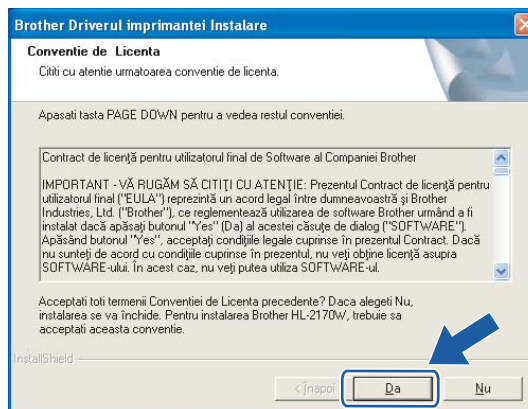 Brother Driverul imprimantei Instalare
Conventie de Licenta
Cititi cu atentie urmatoarea conventie de licenta.
Apasati tasta PAGE DOWN pentru a vedea restul conventiei.
Contract de licenţă pentru utilizatorul final de Software al Companiei Brother
IMPORTANT - VĂ RUGĂM SĂ CITIŢI CU ATENŢIE: Prezentul Contract de licenţă pentru
utilizatorul final ("EULA") reprezintă un acord legal între dumneavoastră şi Brother
Industries, Ltd. ("Brother"), ce reglementează utilizarea de software Brother urmând a fi
instalat dacă apăsaţi butonul "Yes" (Da) al acestei căsuţe de dialog ("SOFTWARE").
Apăsând butonul "Yes", acceptaţi condiţiile legale cuprinse în prezentul Contract. Dacă
nu sunteţi de acord cu condiţiile cuprinse în prezentul, nu veţi obţine licenţă asupra
SOFTWARE-ului. În acest caz, nu veţi putea utiliza SOFTWARE-ul.
Acceptati toti termenii Conventiei de Licenta precedente? Daca alegeti Nu,
instalarea se va închide. Pentru instalarea Brother HL-2170W, trebuie sa
acceptati aceasta conventie.
InstallShield
< Înapoi
Da
Nu